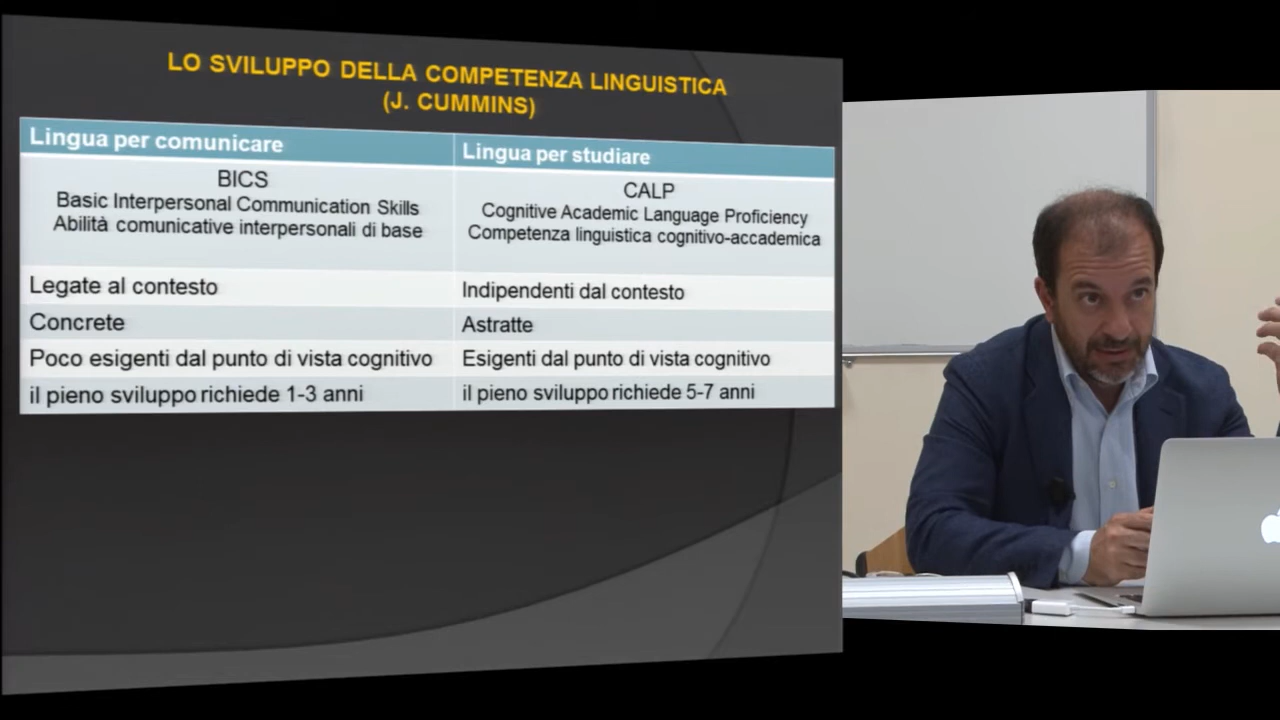 LO SVILUPPO DELLA COMPETENZA LINGUISTICA
(J. CUMMINS)
Lingua per comunicare
Lingua per studiare
BICS
Basic Interpersonal Communication Skills
Abilità comunicative interpersonali di base
CALP
Cognitive Academic Language Proficiency
Competenza linguistica cognitivo-accademica
Legate al contesto
Indipendenti dal contesto
Concrete
Astratte
Poco esigenti dal punto di vista cognitivo
Esigenti dal punto di vista cognitivo
il pieno sviluppo richiede 1-3 anni
il pieno sviluppo richiede 5-7 anni